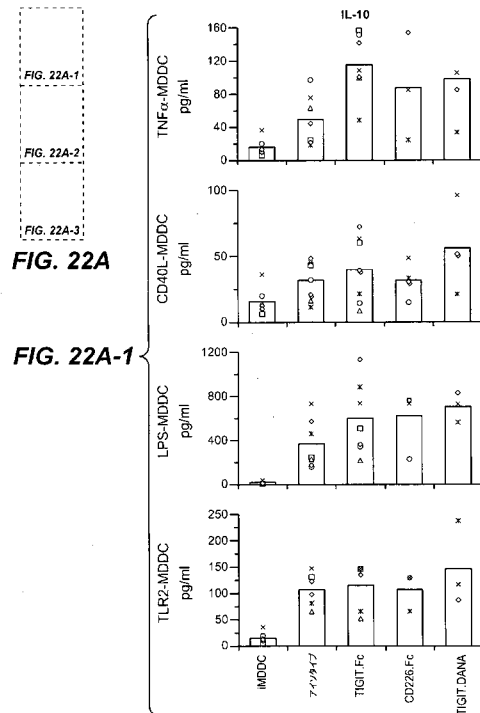 FIG. 22A-1
FIG. 22A-2
FIG. 22A-3
FIG. 22A
FIG. 22A-1
IL-10
TNFα-MDDC
pg/ml
160
120
80
40
0
CD40L-MDDC
pg/ml
100
50
0
LPS-MDDC
pg/ml
1200
800
400
0
TLR2-MDDC
pg/ml
250
200
150
100
50
0
iMDDC
アイソタイプ
TIGIT.Fc
CD226.Fc
TIGIT.DANA